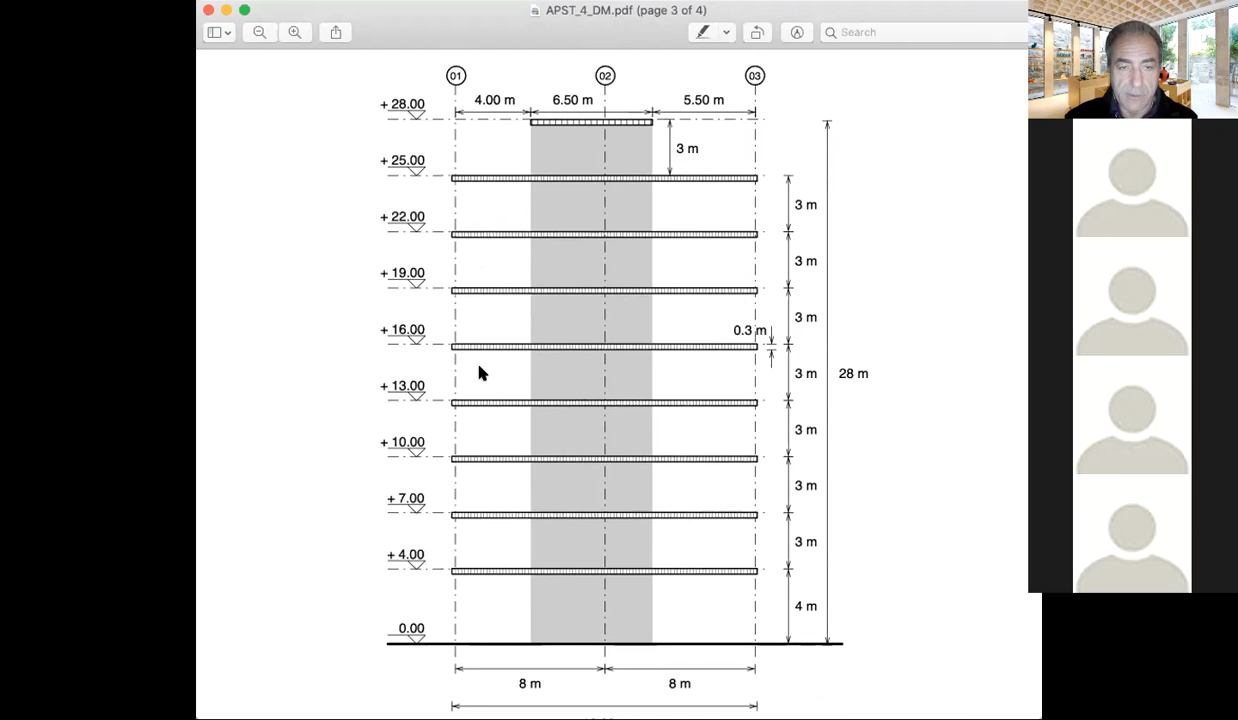 APST_4_DM.pdf (page 3 of 4)
Search
01
02
03
4.00 m
6.50 m
5.50 m
+ 28.00
3 m
+ 25.00
3 m
+ 22.00
3 m
+ 19.00
3 m
+ 16.00
0.3 m
3 m
28 m
+ 13.00
3 m
+ 10.00
3 m
+ 7.00
3 m
+ 4.00
4 m
0.00
8 m
8 m